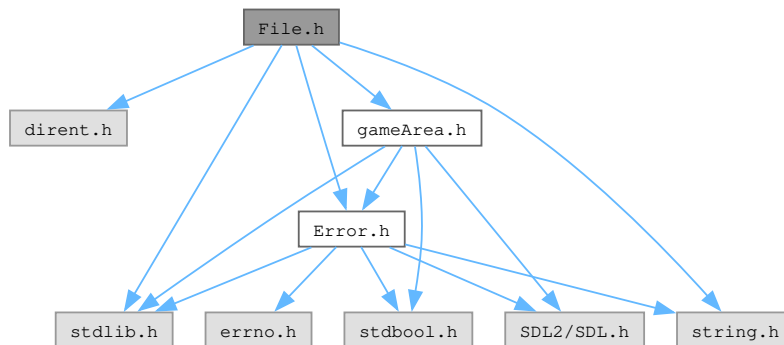 File.h
dirent.h
gameArea.h
Error.h
stdlib.h
errno.h
stdbool.h
SDL2/SDL.h
string.h